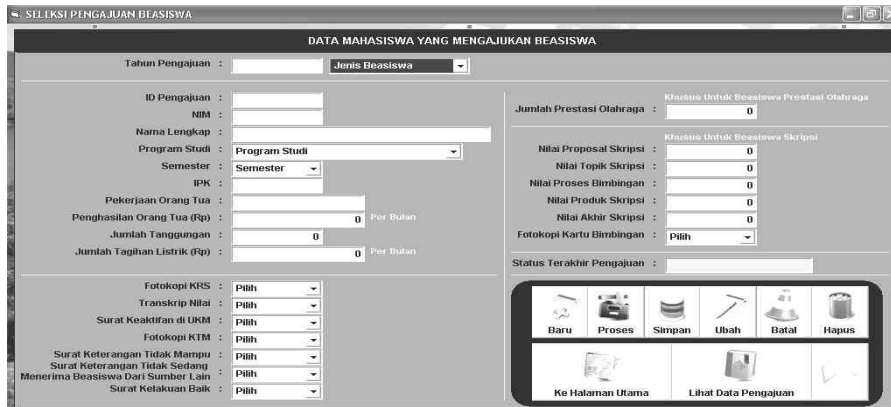 SELEKSI PENGAJUAN BEASISWA
DATA MAHASISWA YANG MENGAJUKAN BEASISWA
Tahun Pengajuan :
Jenis Beasiswa
ID Pengajuan :
NIM :
Nama Lengkap :
Program Studi : Program Studi
Semester : Semester
IPK :
Pekerjaan Orang Tua :
Penghasilan Orang Tua (Rp) : 0 Per Bulan
Jumlah Tanggungan : 0
Jumlah Tagihan Listrik (Rp) : 0 Per Bulan
Fotokopi KRS : Pilih
Transkrip Nilai : Pilih
Surat Keaktifan di UKM : Pilih
Fotokopi KTM : Pilih
Surat Keterangan Tidak Mampu : Pilih
Surat Keterangan Tidak Sedang
Menerima Beasiswa Dari Sumber Lain : Pilih
Surat Kelakuan Baik : Pilih
Khusus Untuk Beasiswa Prestasi Olahraga
Jumlah Prestasi Olahraga : 0
Khusus Untuk Beasiswa Skripsi
Nilai Proposal Skripsi : 0
Nilai Topik Skripsi : 0
Nilai Proses Bimbingan : 0
Nilai Produk Skripsi : 0
Nilai Akhir Skripsi : 0
Fotokopi Kartu Bimbingan : Pilih
Status Terakhir Pengajuan :
Baru Proses Simpan Ubah Batal Hapus
Ke Halaman Utama Lihat Data Pengajuan